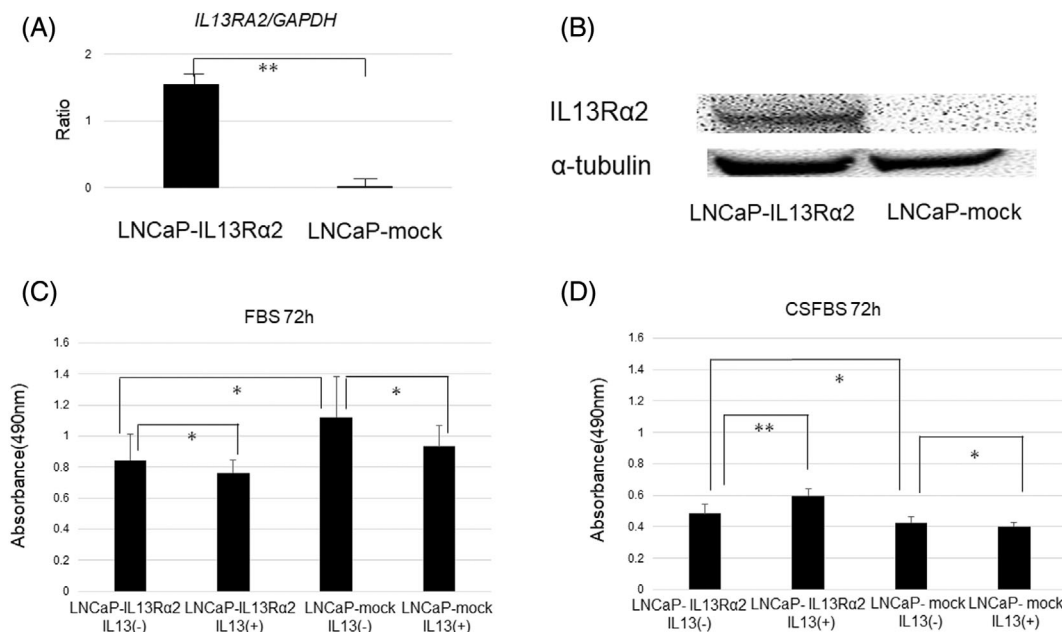 (A)
IL13RA2/GAPDH
2
**
Ratio
1
0
LNCaP-IL13Rα2 LNCaP-mock
(B)
IL13Rα2
α-tubulin
LNCaP-IL13Rα2 LNCaP-mock
(C)
FBS 72h
1.6
1.4
1.2
1
0.8
0.6
0.4
0.2
0
Absorbance(490nm)
*
*
*
LNCaP-IL13Rα2 LNCaP-IL13Rα2 LNCaP-mock LNCaP-mock
IL13(-) IL13(+) IL13(-) IL13(+)
(D)
CSFBS 72h
1.6
1.4
1.2
1
0.8
0.6
0.4
0.2
0
Absorbance(490nm)
*
**
*
LNCaP- IL13Rα2 LNCaP- IL13Rα2 LNCaP- mock LNCaP- mock
IL13(-) IL13(+) IL13(-) IL13(+)